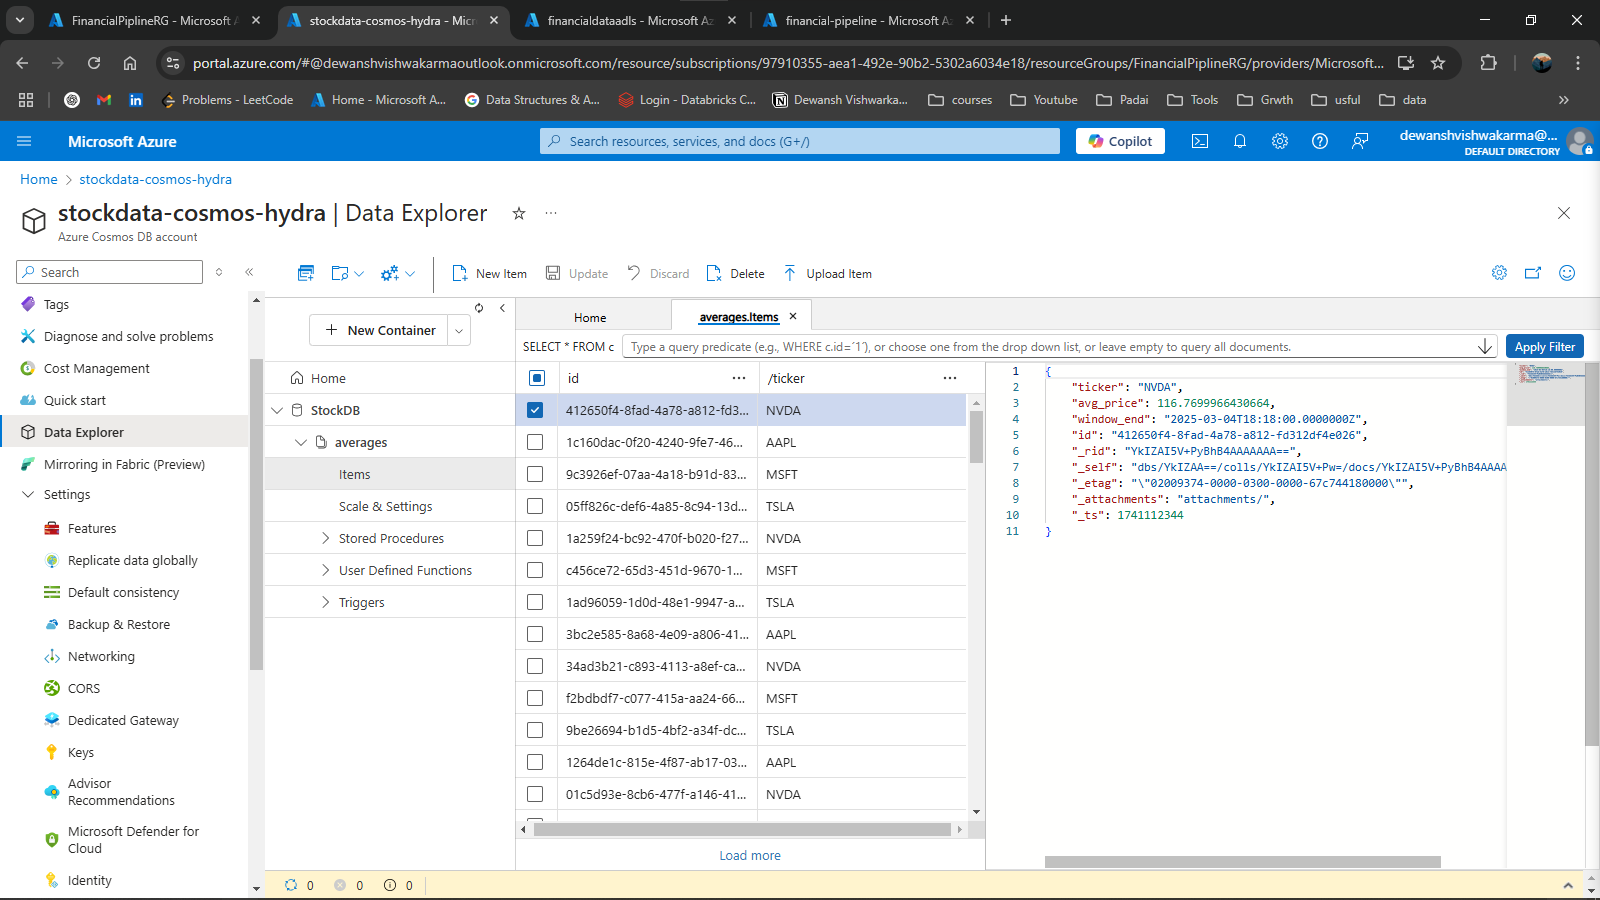 FinancialPiplineRG - Microsoft A
stockdata-cosmos-hydra - Micr
financialdataadls - Microsoft Az
financial-pipeline - Microsoft Az
portal.azure.com/#@dewanshvishwakarmaoutlook.onmicrosoft.com/resource/subscriptions/97910355-aea1-492e-90b2-5302a6034e18/resourceGroups/FinancialPiplineRG/providers/Microsoft...
Problems - LeetCode
Home - Microsoft A...
Data Structures & A...
Login - Databricks C...
Dewansh Vishwarka...
courses
Youtube
Padai
Tools
Grwth
usful
data
Microsoft Azure
Search resources, services, and docs (G+/)
Copilot
dewanshvishwakarma@...
DEFAULT DIRECTORY
Home > stockdata-cosmos-hydra
stockdata-cosmos-hydra | Data Explorer
Azure Cosmos DB account
Search
Tags
Diagnose and solve problems
Cost Management
Quick start
Data Explorer
Mirroring in Fabric (Preview)
Settings
Features
Replicate data globally
Default consistency
Backup & Restore
Networking
CORS
Dedicated Gateway
Keys
Advisor
Recommendations
Microsoft Defender for
Cloud
Identity
New Item
Update
Discard
Delete
Upload Item
New Container
Home
StockDB
averages
Items
Scale & Settings
Stored Procedures
User Defined Functions
Triggers
Home
averages.Items
SELECT * FROM c
Type a query predicate (e.g., WHERE c.id=´1´), or choose one from the drop down list, or leave empty to query all documents.
Apply Filter
id /ticker
412650f4-8fad-4a78-a812-fd3... NVDA
1c160dac-0f20-4240-9fe7-46... AAPL
9c3926ef-07aa-4a18-b91d-83... MSFT
05ff826c-def6-4a85-8c94-13d... TSLA
1a259f24-bc92-470f-b020-f27... NVDA
c456ce72-65d3-451d-9670-1... MSFT
1ad96059-1d0d-48e1-9947-a... TSLA
3bc2e585-8a68-4e09-a806-41... AAPL
34ad3b21-c893-4113-a8ef-ca... NVDA
f2bdbdf7-c077-415a-aa24-66... MSFT
9be26694-b1d5-4bf2-a34f-dc... TSLA
1264de1c-815e-4f87-ab17-03... AAPL
01c5d93e-8cb6-477f-a146-41... NVDA
Load more
1 {
2 "ticker": "NVDA",
3 "avg_price": 116.7699966430664,
4 "window_end": "2025-03-04T18:18:00.0000000Z",
5 "id": "412650f4-8fad-4a78-a812-fd312df4e026",
6 "_rid": "YkIZAI5V+PyBhB4AAAAAAA==",
7 "_self": "dbs/YkIZAA==/colls/YkIZAI5V+Pw=/docs/YkIZAI5V+PyBhB4AAAA
8 "_etag": "\"02009374-0000-0300-0000-67c744180000\"",
9 "_attachments": "attachments/",
10 "_ts": 1741112344
11 }
0 0 0